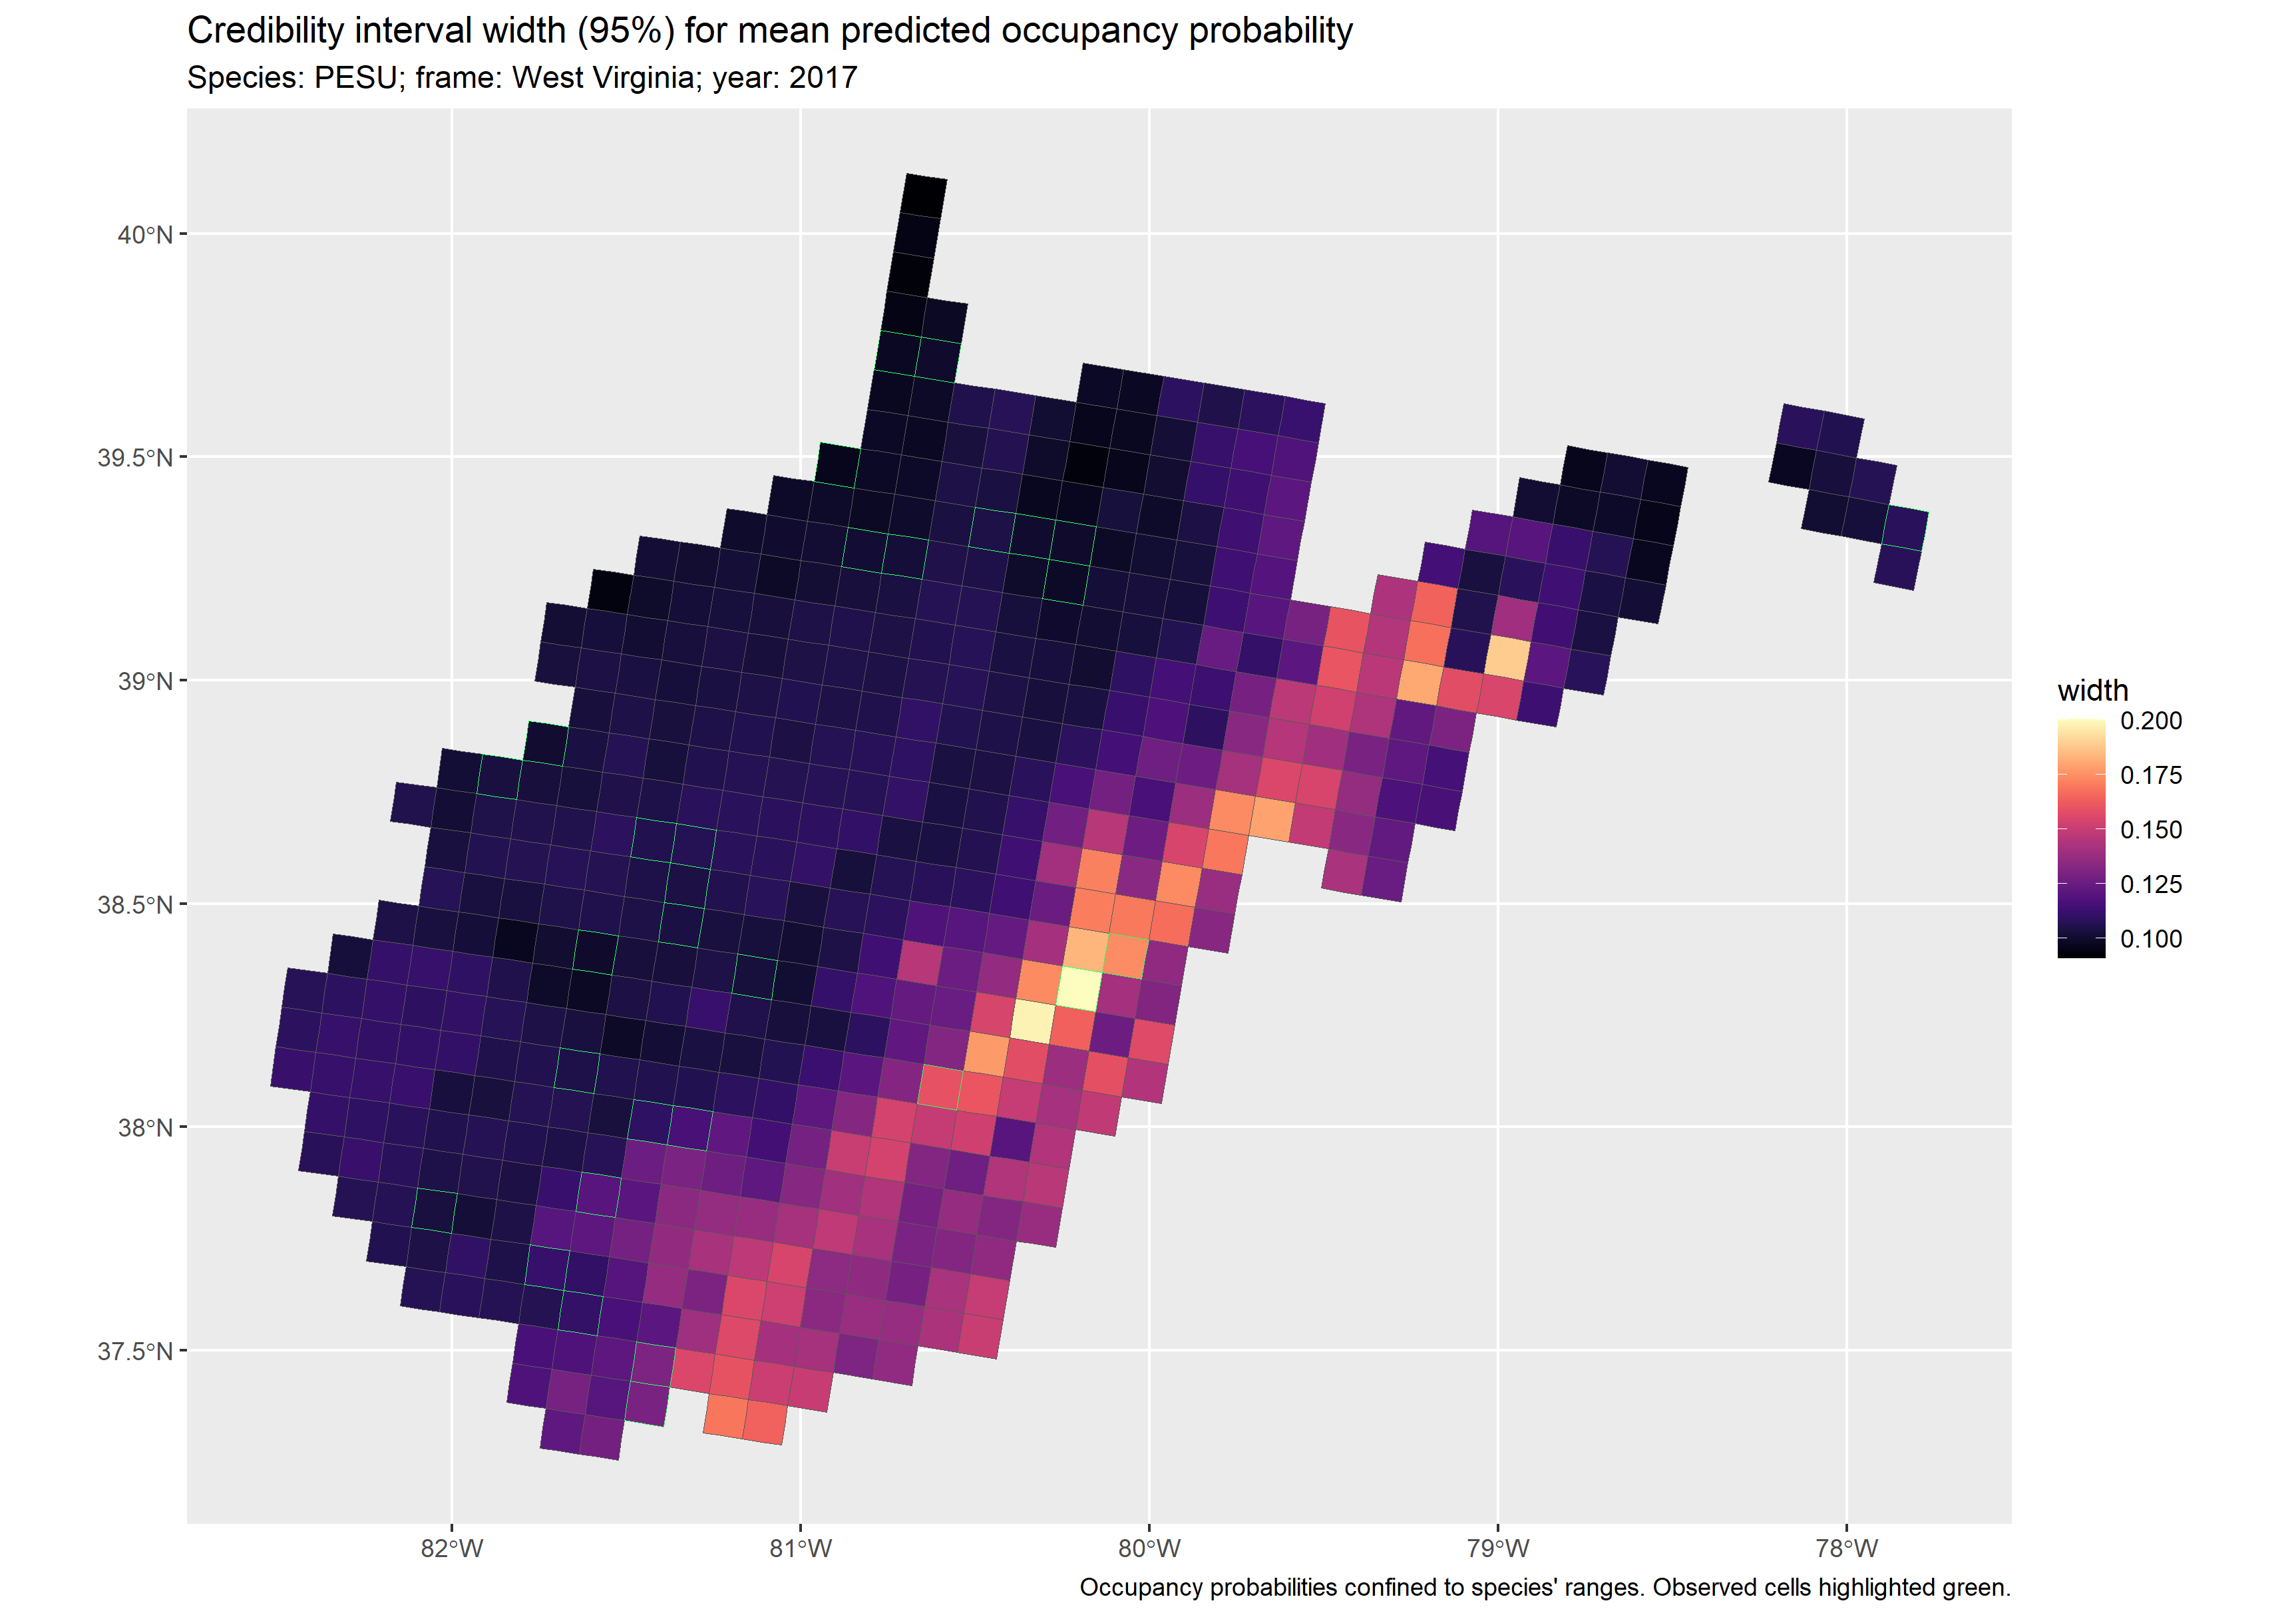 Credibility interval width (95%) for mean predicted occupancy probability
Species: PESU; frame: West Virginia; year: 2017
40°N
39.5°N
39°N
38.5°N
38°N
37.5°N
82°W
81°W
80°W
79°W
78°W
width
0.200
0.175
0.150
0.125
0.100
Occupancy probabilities confined to species' ranges. Observed cells highlighted green.